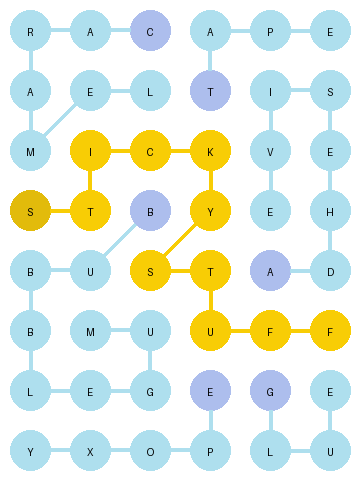 R A C A P E
A E L T I S
M I C K V E
S T B Y E H
B U S T A D
B M U U F F
L E G E G E
Y X O P L U